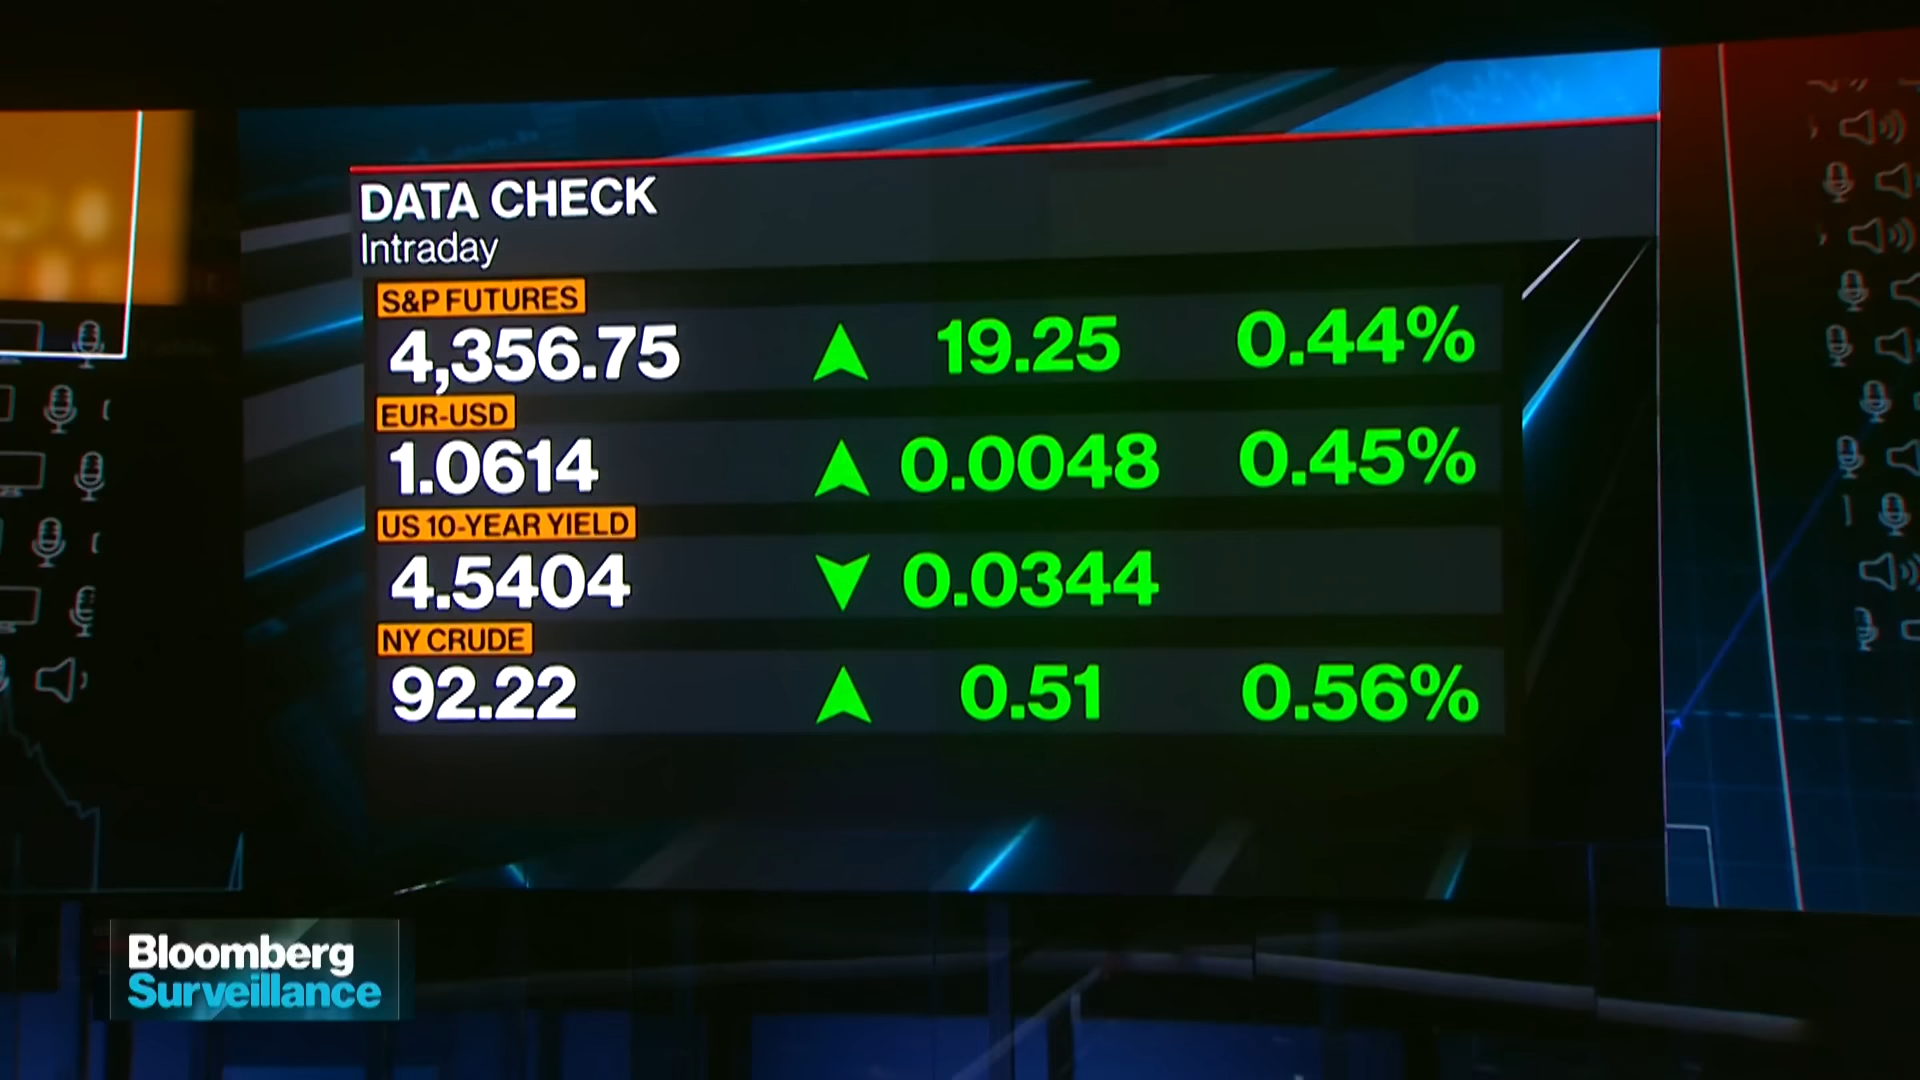 DATA CHECK
Intraday
S&P FUTURES
4,356.75 ▲ 19.25 0.44%
EUR-USD
1.0614 ▲ 0.0048 0.45%
US 10-YEAR YIELD
4.5404 ▼ 0.0344
NY CRUDE
92.22 ▲ 0.51 0.56%
Bloomberg
Surveillance